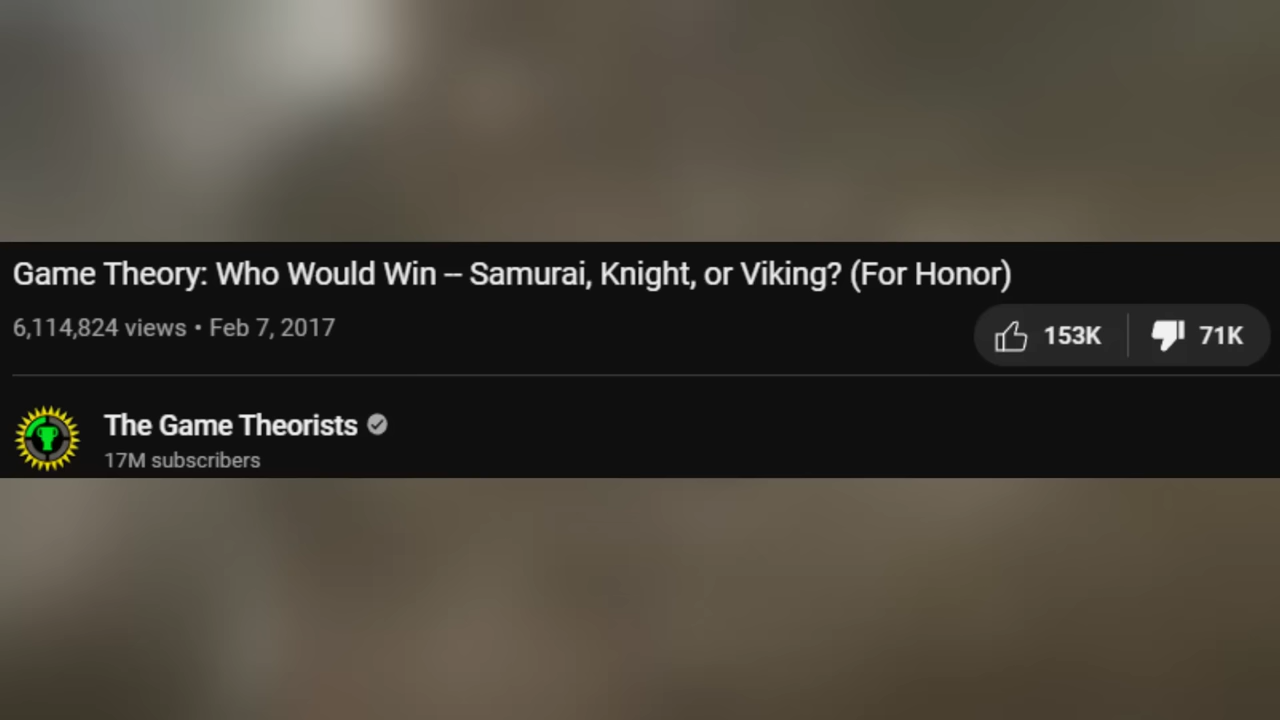 Game Theory: Who Would Win -- Samurai, Knight, or Viking? (For Honor)
6,114,824 views • Feb 7, 2017
153K
71K
The Game Theorists
17M subscribers